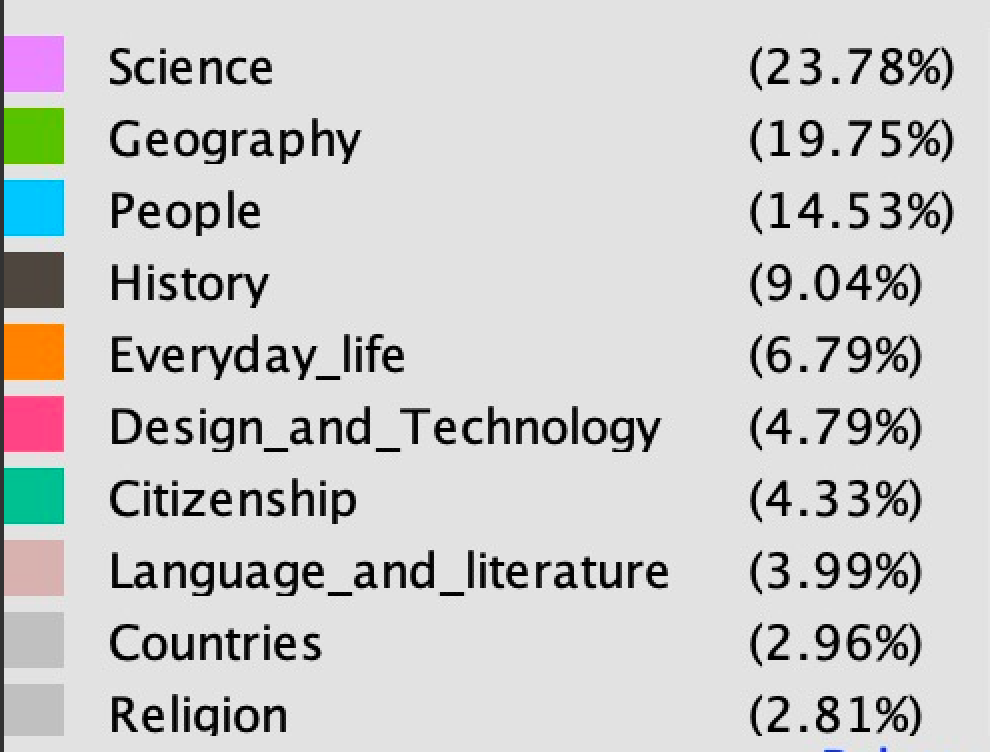 Science (23.78%)
Geography (19.75%)
People (14.53%)
History (9.04%)
Everyday_life (6.79%)
Design_and_Technology (4.79%)
Citizenship (4.33%)
Language_and_literature (3.99%)
Countries (2.96%)
Religion (2.81%)